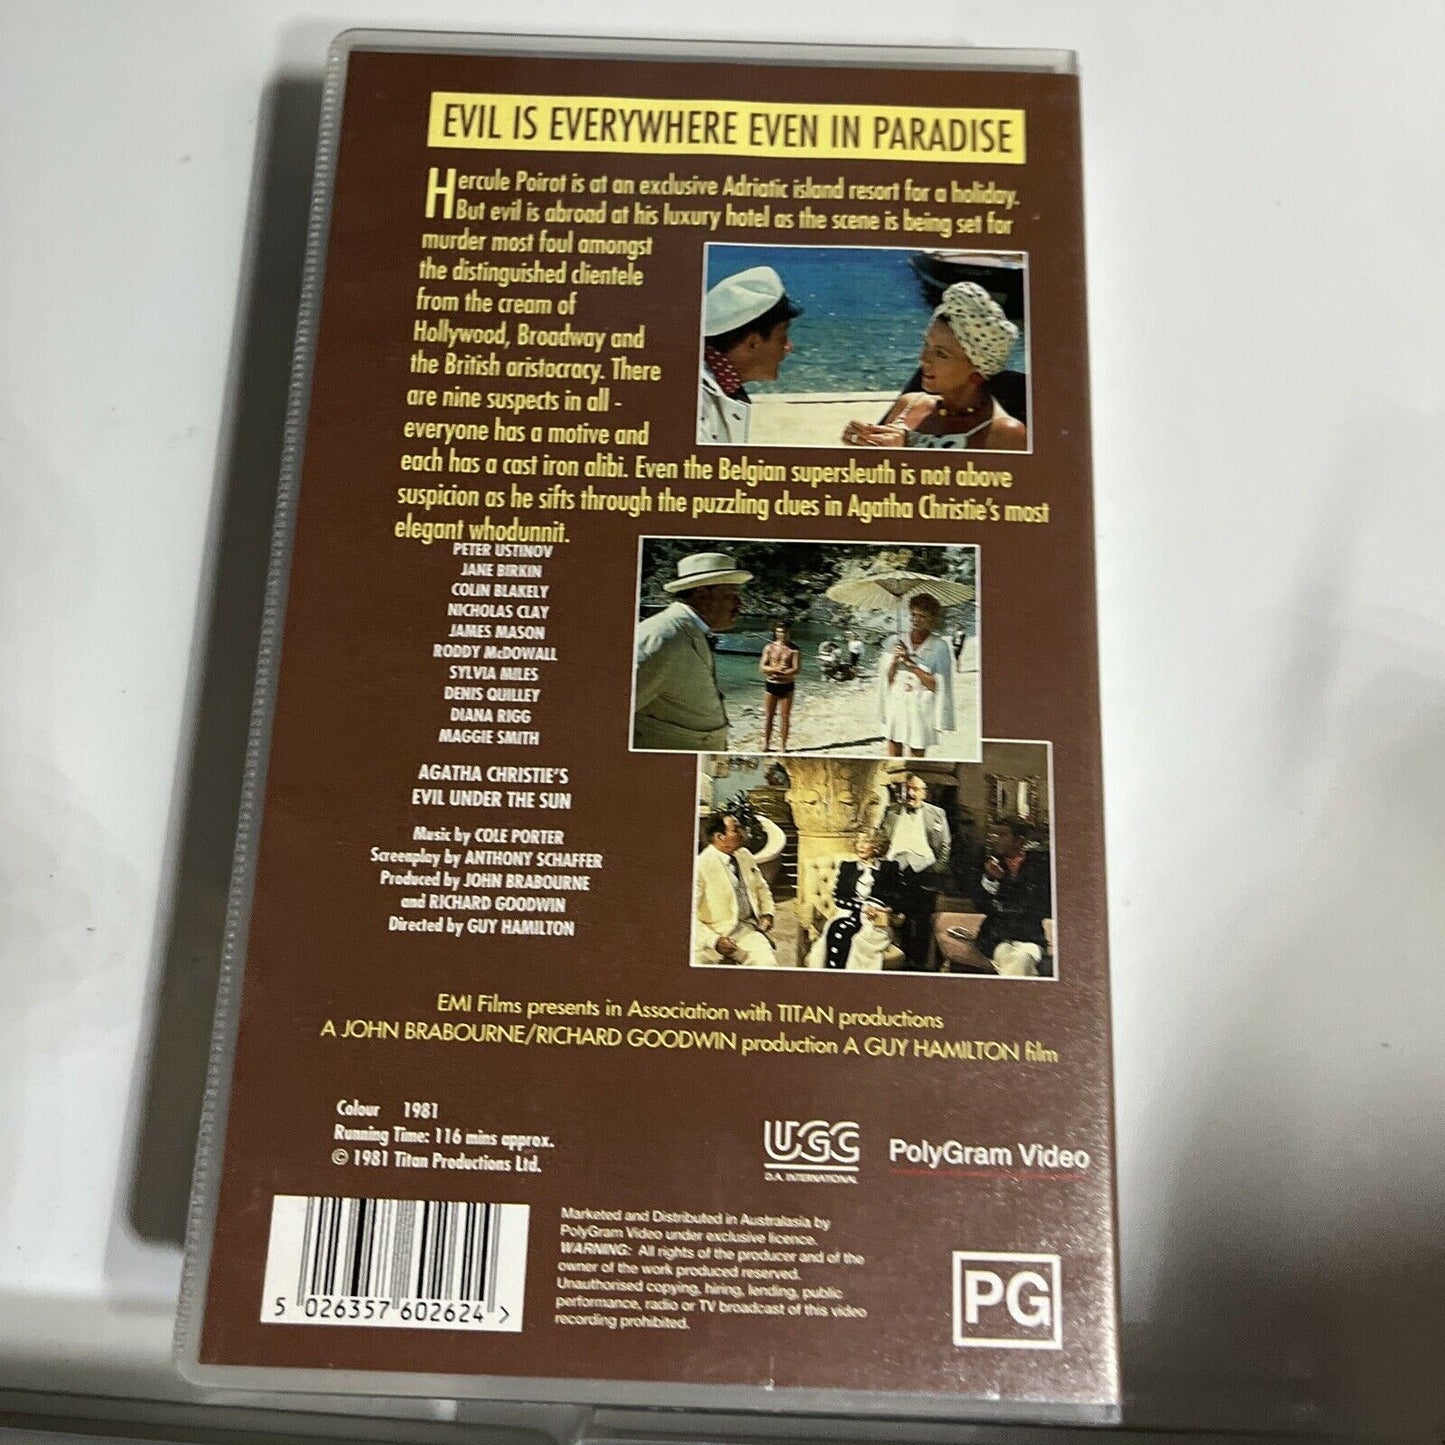 EVIL IS EVERYWHERE EVEN IN PARADISE
Hercule Poirot is at an exclusive Adriatic island resort for a holiday.
But evil is abroad at his luxury hotel as the scene is being set for
murder most foul amongst
the distinguished clientele
from the cream of
Hollywood, Broadway and
the British aristocracy. There
are nine suspects in all -
everyone has a motive and
each has a cast iron alibi. Even the Belgian supersleuth is not above
suspicion as he sifts through the puzzling clues in Agatha Christie's most
elegant whodunnit.
PETER USTINOV
JANE BIRKIN
COLIN BLAKELY
NICHOLAS CLAY
JAMES MASON
RODDY McDOWALL
SYLVIA MILES
DENIS QUILLEY
DIANA RIGG
MAGGIE SMITH
AGATHA CHRISTIE'S
EVIL UNDER THE SUN
Music by COLE PORTER
Screenplay by ANTHONY SCHAFFER
Produced by JOHN BRABOURNE
and RICHARD GOODWIN
Directed by GUY HAMILTON
EMI Films presents in Association with TITAN productions
A JOHN BRABOURNE/RICHARD GOODWIN production A GUY HAMILTON film
Colour 1981
Running Time: 116 mins approx.
© 1981 Titan Productions Ltd.
UGC
D.A. INTERNATIONAL
PolyGram Video
5 026357 602624 >
Marketed and Distributed in Australasia by
PolyGram Video under exclusive licence.
WARNING: All rights of the producer and of the
owner of the work produced reserved.
Unauthorised copying, hiring, lending, public
performance, radio or TV broadcast of this video
recording prohibited.
PG